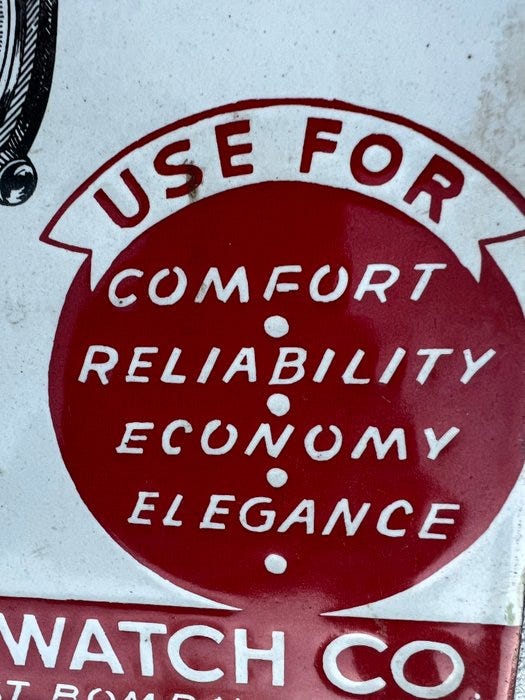 USE FOR
COMFORT
RELIABILITY
ECONOMY
ELEGANCE
WATCH CO